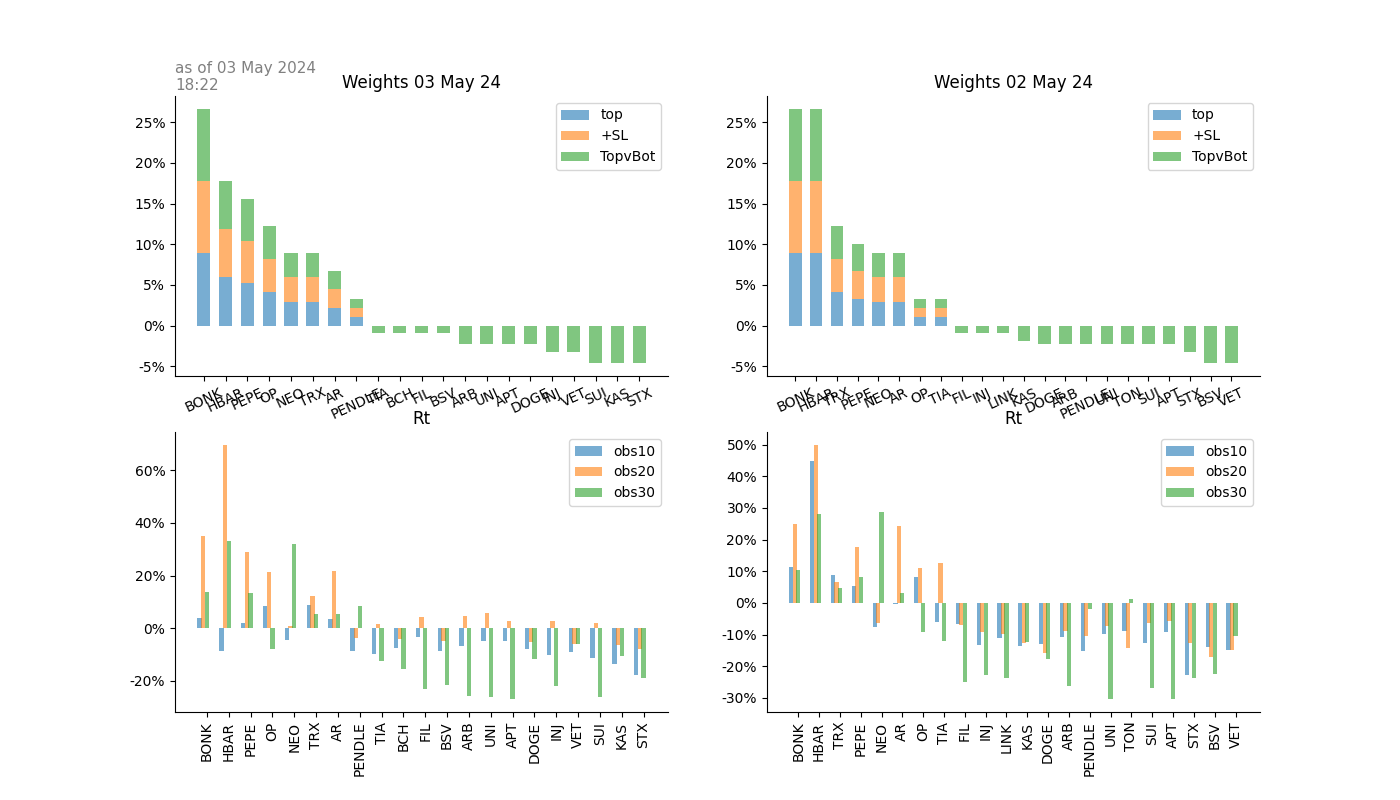 as of 03 May 2024
18:22
Weights 03 May 24
25%
20%
15%
10%
5%
0%
-5%
top
+SL
TopvBot
BONK HBAR PEPE OP NEO TRX AR PENDLE TIA BCH FIL BSV ARB UNI APT DOGE INJ VET SUI KAS STX
Weights 02 May 24
25%
20%
15%
10%
5%
0%
-5%
top
+SL
TopvBot
BONK HBAR TRX PEPE NEO AR OP TIA FIL INJ LINK KAS DOGE ARB PENDLE UNI TON SUI APT STX BSV VET
Rt
60%
40%
20%
0%
-20%
obs10
obs20
obs30
BONK HBAR PEPE OP NEO TRX AR PENDLE TIA BCH FIL BSV ARB UNI APT DOGE INJ VET SUI KAS STX
Rt
50%
40%
30%
20%
10%
0%
-10%
-20%
-30%
obs10
obs20
obs30
BONK HBAR TRX PEPE NEO AR OP TIA FIL INJ LINK KAS DOGE ARB PENDLE UNI TON SUI APT STX BSV VET